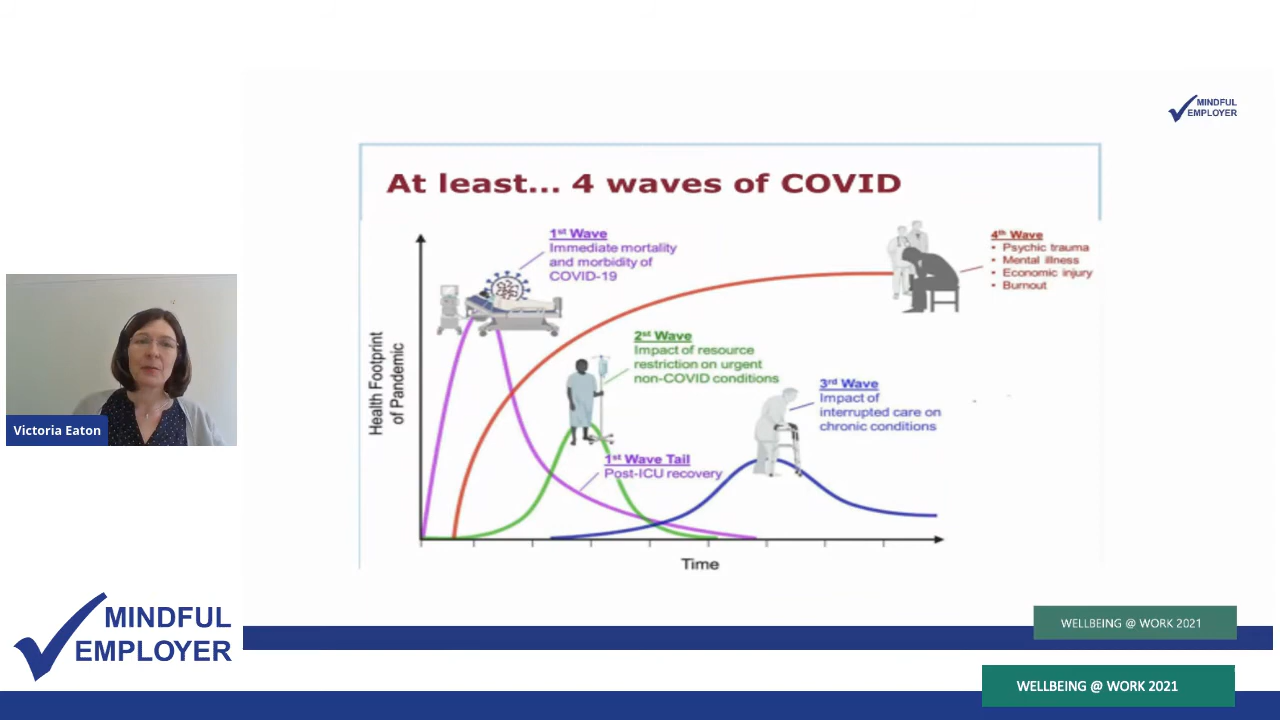 MINDFUL
EMPLOYER
At least... 4 waves of COVID
1st Wave
Immediate mortality
and morbidity of
COVID-19
4th Wave
• Psychic trauma
• Mental illness
• Economic injury
• Burnout
2st Wave
Impact of resource
restriction on urgent
non-COVID conditions
3rd Wave
Impact of
interrupted care on
chronic conditions
Health Footprint
of Pandemic
1st Wave Tail
Post-ICU recovery
Time
Victoria Eaton
MINDFUL
EMPLOYER
WELLBEING @ WORK 2021
WELLBEING @ WORK 2021